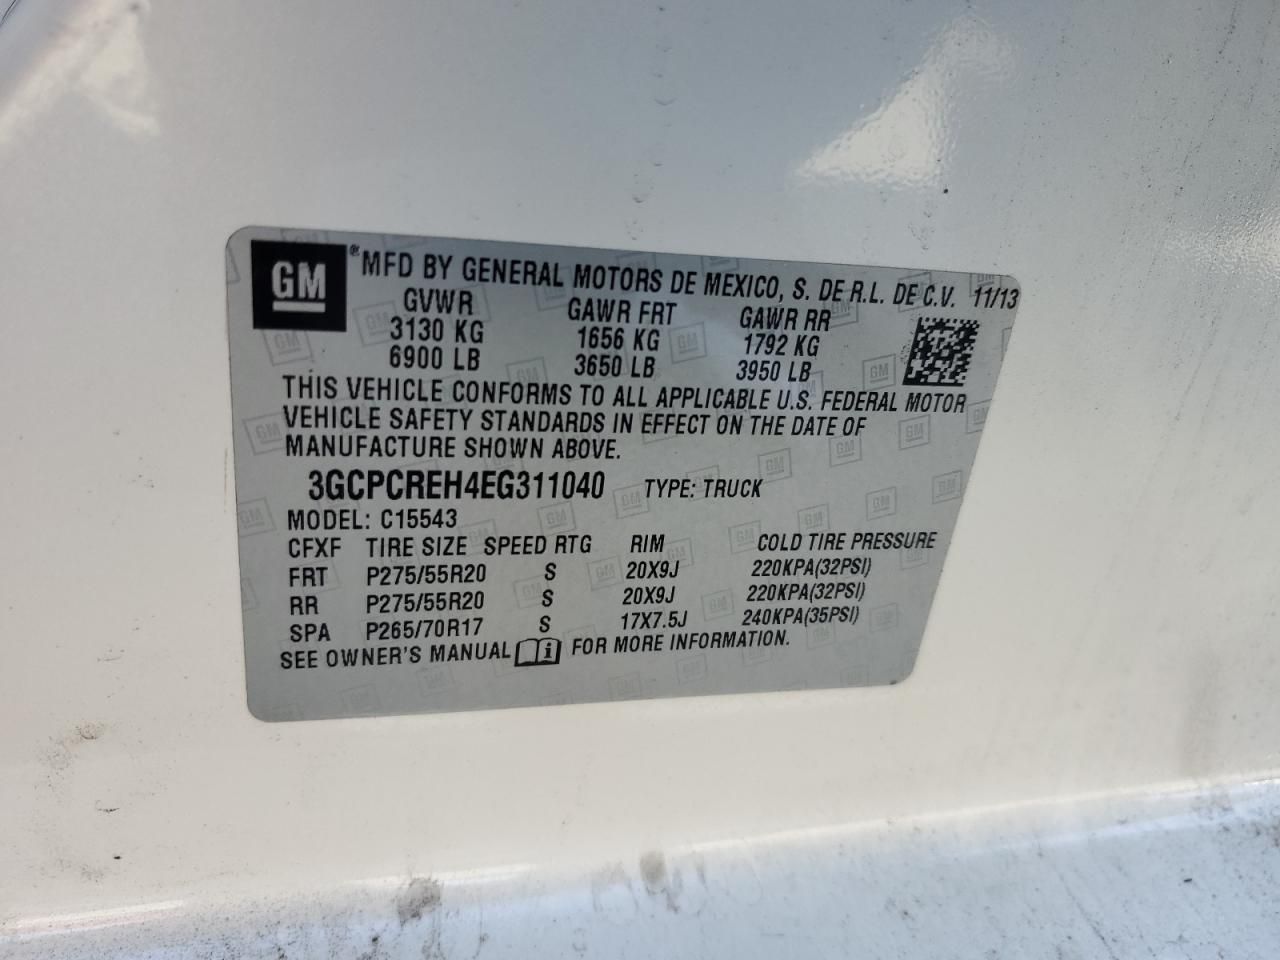 GM ® MFD BY GENERAL MOTORS DE MEXICO, S. DE R.L. DE C.V. 11/13
GVWR GAWR FRT GAWR RR
3130 KG 1656 KG 1792 KG
6900 LB 3650 LB 3950 LB
THIS VEHICLE CONFORMS TO ALL APPLICABLE U.S. FEDERAL MOTOR
VEHICLE SAFETY STANDARDS IN EFFECT ON THE DATE OF
MANUFACTURE SHOWN ABOVE.
3GCPCREH4EG311040 TYPE: TRUCK
MODEL: C15543
CFXF TIRE SIZE SPEED RTG RIM COLD TIRE PRESSURE
FRT P275/55R20 S 20X9J 220KPA(32PSI)
RR P275/55R20 S 20X9J 220KPA(32PSI)
SPA P265/70R17 S 17X7.5J 240KPA(35PSI)
SEE OWNER'S MANUAL FOR MORE INFORMATION.